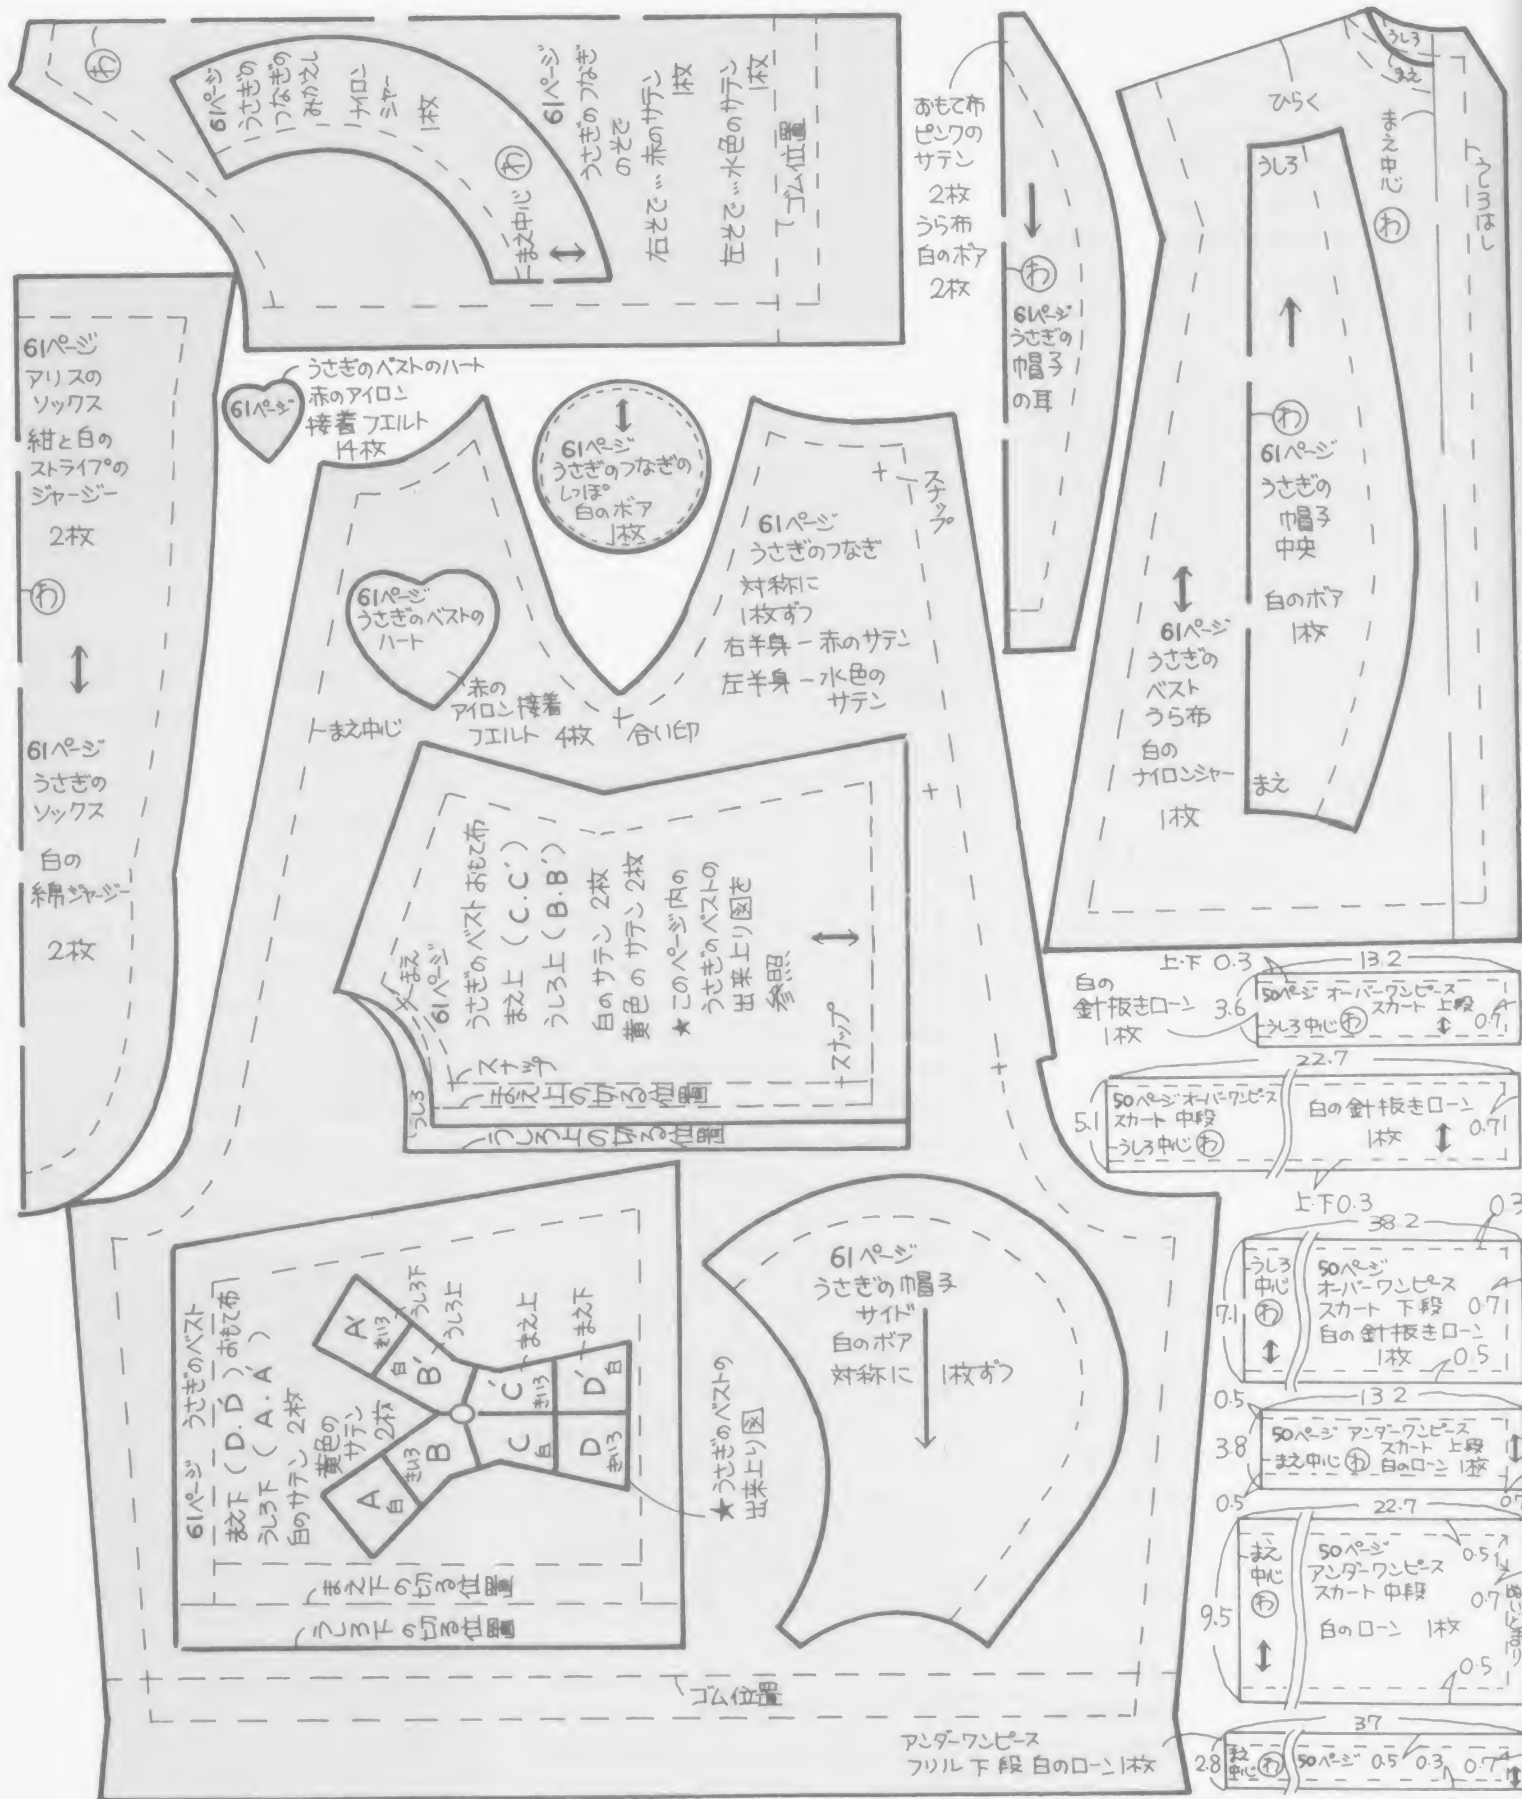 わ
61ページ
うさぎの
つなぎの
みかえし
ナイロン
シャー
1枚
まえ中心 わ
61ページ
うさぎのつなぎ
のそで
右そで…赤のサテン
1枚
左そで…水色のサテン
1枚
ゴム位置
おもて布
ピンクの
サテン
2枚
うら布
白のボア
2枚
わ
61ページ
うさぎの
帽子
の耳
うしろ
まえ
ひらく
まえ中心
わ
うしろはし
うしろ
わ
61ページ
うさぎの
帽子
中央
白のボア
1枚
まえ
61ページ
うさぎの
ベスト
うら布
白の
ナイロンシャー
1枚
61ページ
アリスの
ソックス
紺と白の
ストライプの
ジャージー
2枚
わ
61ページ
うさぎの
ソックス
白の
綿ジャージー
2枚
61ページ
うさぎのベストのハート
赤のアイロン
接着フエルト
14枚
61ページ
うさぎのつなぎの
しっぽ
白のボア
1枚
61ページ
うさぎのベストの
ハート
赤の
アイロン接着
フエルト 4枚
まえ中心
合い印
スナップ
61ページ
うさぎのつなぎ
対称に
1枚ずつ
右半身－赤のサテン
左半身－水色の
サテン
まえ
61ページ
うさぎのベスト おもて布
まえ上 (C.C′)
うしろ上 (B.B′)
白のサテン 2枚
黄色のサテン 2枚
★このページ内の
うさぎのベストの
出来上り図を
参照
スナップ
スナップ
うしろ
まえ上の切る位置
うしろ上の切る位置
61ページ うさぎのベスト
まえ下 (D.D′) おもて布
うしろ下 (A.A′)
白のサテン 2枚
黄色の
サテン
2枚
A′
きいろ
うしろ下
白
B′
うしろ上
C′
きいろ
まえ上
D′
白
まえ下
A
白
きいろ
B
C
白
D
きいろ
★うさぎのベストの
出来上り図
まえ下の切る位置
うしろ下の切る位置
61ページ
うさぎの帽子
サイド
白のボア
対称に 1枚ずつ
ゴム位置
白の
針抜きローン
1枚
上・下 0.3
13.2
3.6
50ページ オーバーワンピース
スカート 上段
うしろ中心 わ
0.7
22.7
5.1
50ページ オーバーワンピース
スカート 中段
うしろ中心 わ
白の針抜きローン
1枚
0.7
上・下 0.3
38.2
0.3
7.1
うしろ
中心
わ
50ページ
オーバーワンピース
スカート 下段
0.7
白の針抜きローン
1枚
0.5
0.5
13.2
3.8
50ページ アンダーワンピース
スカート 上段
まえ中心 わ 白のローン 1枚
0.5
0.7
22.7
9.5
まえ
中心
わ
50ページ
アンダーワンピース
スカート 中段
白のローン 1枚
0.5
0.7
ぬいどまり
0.5
アンダーワンピース
フリル 下段 白のローン 1枚
37
2.8
まえ
中心
わ
50ページ 0.5 0.3 0.7